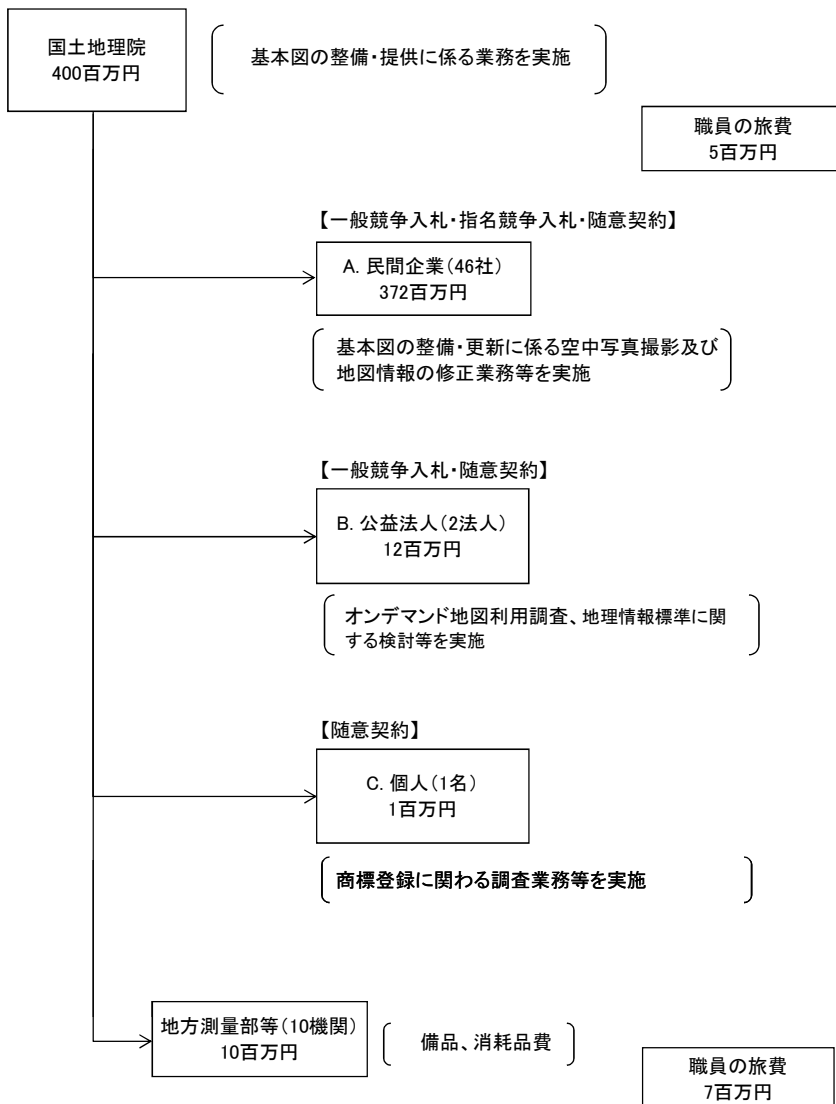 国土地理院
400百万円
基本図の整備・提供に係る業務を実施
職員の旅費
5百万円
【一般競争入札・指名競争入札・随意契約】
A. 民間企業(46社)
372百万円
基本図の整備・更新に係る空中写真撮影及び
地図情報の修正業務等を実施
【一般競争入札・随意契約】
B. 公益法人(2法人)
12百万円
オンデマンド地図利用調査、地理情報標準に関
する検討等を実施
【随意契約】
C. 個人(1名)
1百万円
商標登録に関わる調査業務等を実施
地方測量部等(10機関)
10百万円
備品、消耗品費
職員の旅費
7百万円